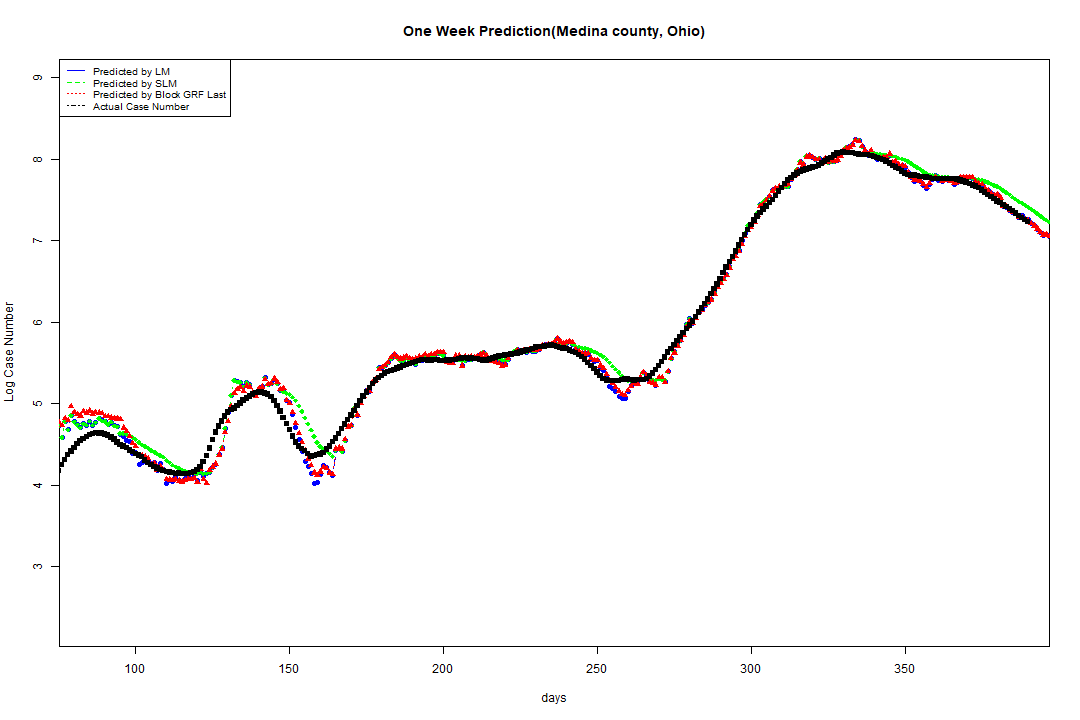 One Week Prediction(Medina county, Ohio)
Predicted by LM
Predicted by SLM
Predicted by Block GRF Last
Actual Case Number
9
8
7
6
5
4
3
Log Case Number
100 150 200 250 300 350
days